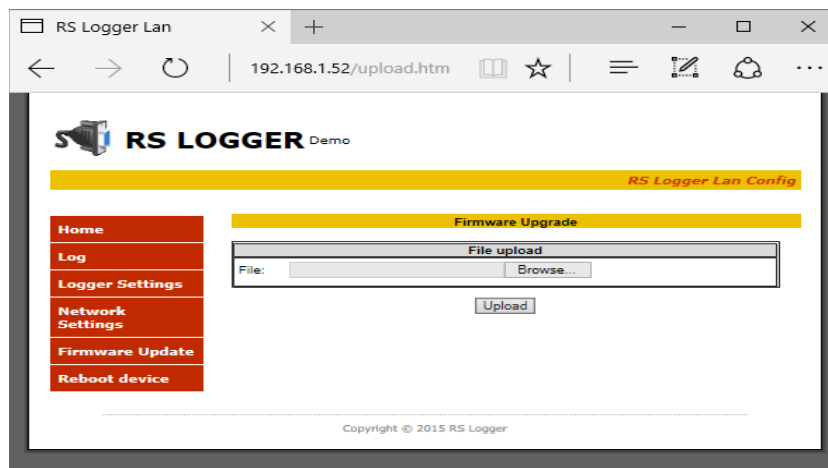 RS Logger Lan
192.168.1.52/upload.htm
RS LOGGER Demo
RS Logger Lan Config
Home
Log
Logger Settings
Network
Settings
Firmware Update
Reboot device
Firmware Upgrade
File upload
File: Browse...
Upload
Copyright © 2015 RS Logger